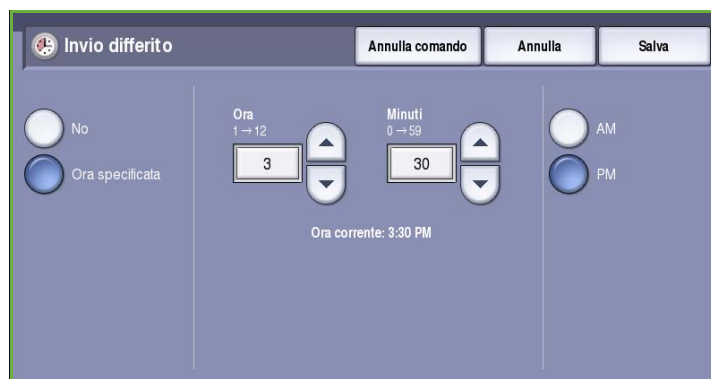 Invio differito
Annulla comando
Annulla
Salva
No
Ora specificata
Ora
1→12
3
Minuti
0→59
30
AM
PM
Ora corrente: 3:30 PM